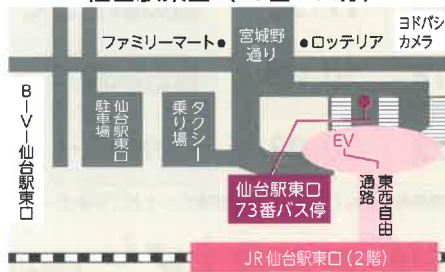 ファミリーマート
宮城野
通り
ロッテリア
ヨドバシ
カメラ
BiVi仙台駅東口
仙台駅東口
駐車場
タクシー
乗り場
仙台駅東口
73番バス停
EV
東西自由
通路
JR仙台駅東口(2階)